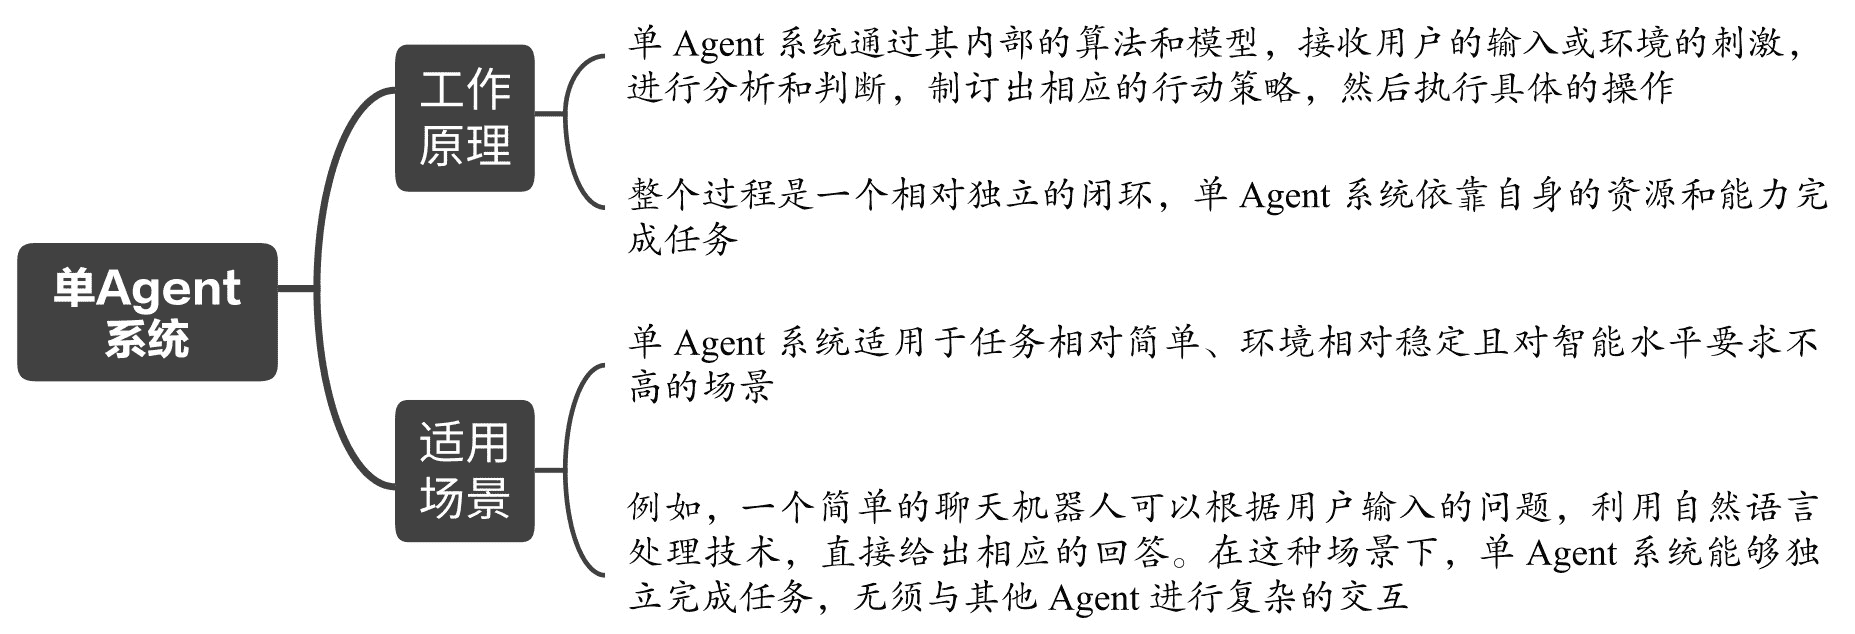 单Agent
系统
工作
原理
单 Agent 系统通过其内部的算法和模型，接收用户的输入或环境的刺激，
进行分析和判断，制订出相应的行动策略，然后执行具体的操作
整个过程是一个相对独立的闭环，单 Agent 系统依靠自身的资源和能力完
成任务
适用
场景
单 Agent 系统适用于任务相对简单、环境相对稳定且对智能水平要求不
高的场景
例如，一个简单的聊天机器人可以根据用户输入的问题，利用自然语言
处理技术，直接给出相应的回答。在这种场景下，单 Agent 系统能够独
立完成任务，无须与其他 Agent 进行复杂的交互